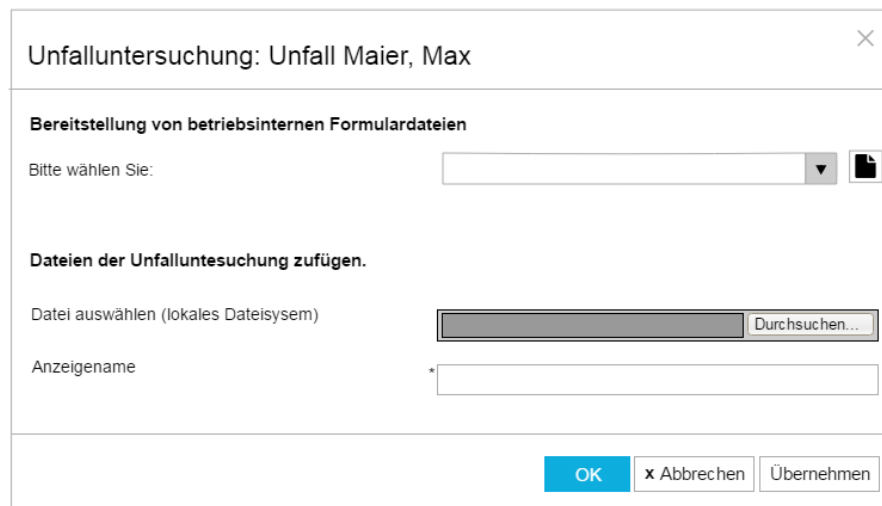 Unfalluntersuchung: Unfall Maier, Max
Bereitstellung von betriebsinternen Formulardateien
Bitte wählen Sie:
Dateien der Unfalluntesuchung zufügen.
Datei auswählen (lokales Dateisysem)
Durchsuchen...
Anzeigename
*
OK
x Abbrechen
Übernehmen